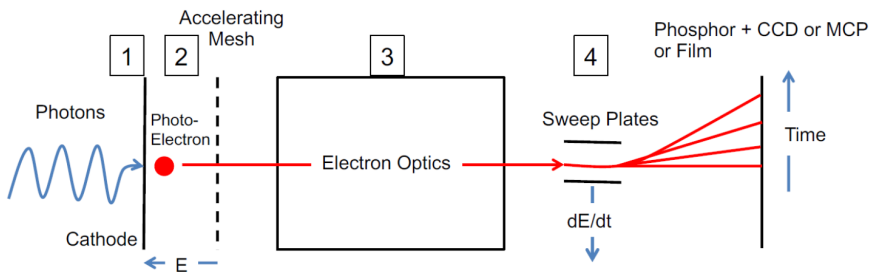 Accelerating
Mesh
Phosphor + CCD or MCP
or Film
1
2
3
4
Photons
Photo-
Electron
Sweep Plates
Time
Electron Optics
dE/dt
Cathode
E